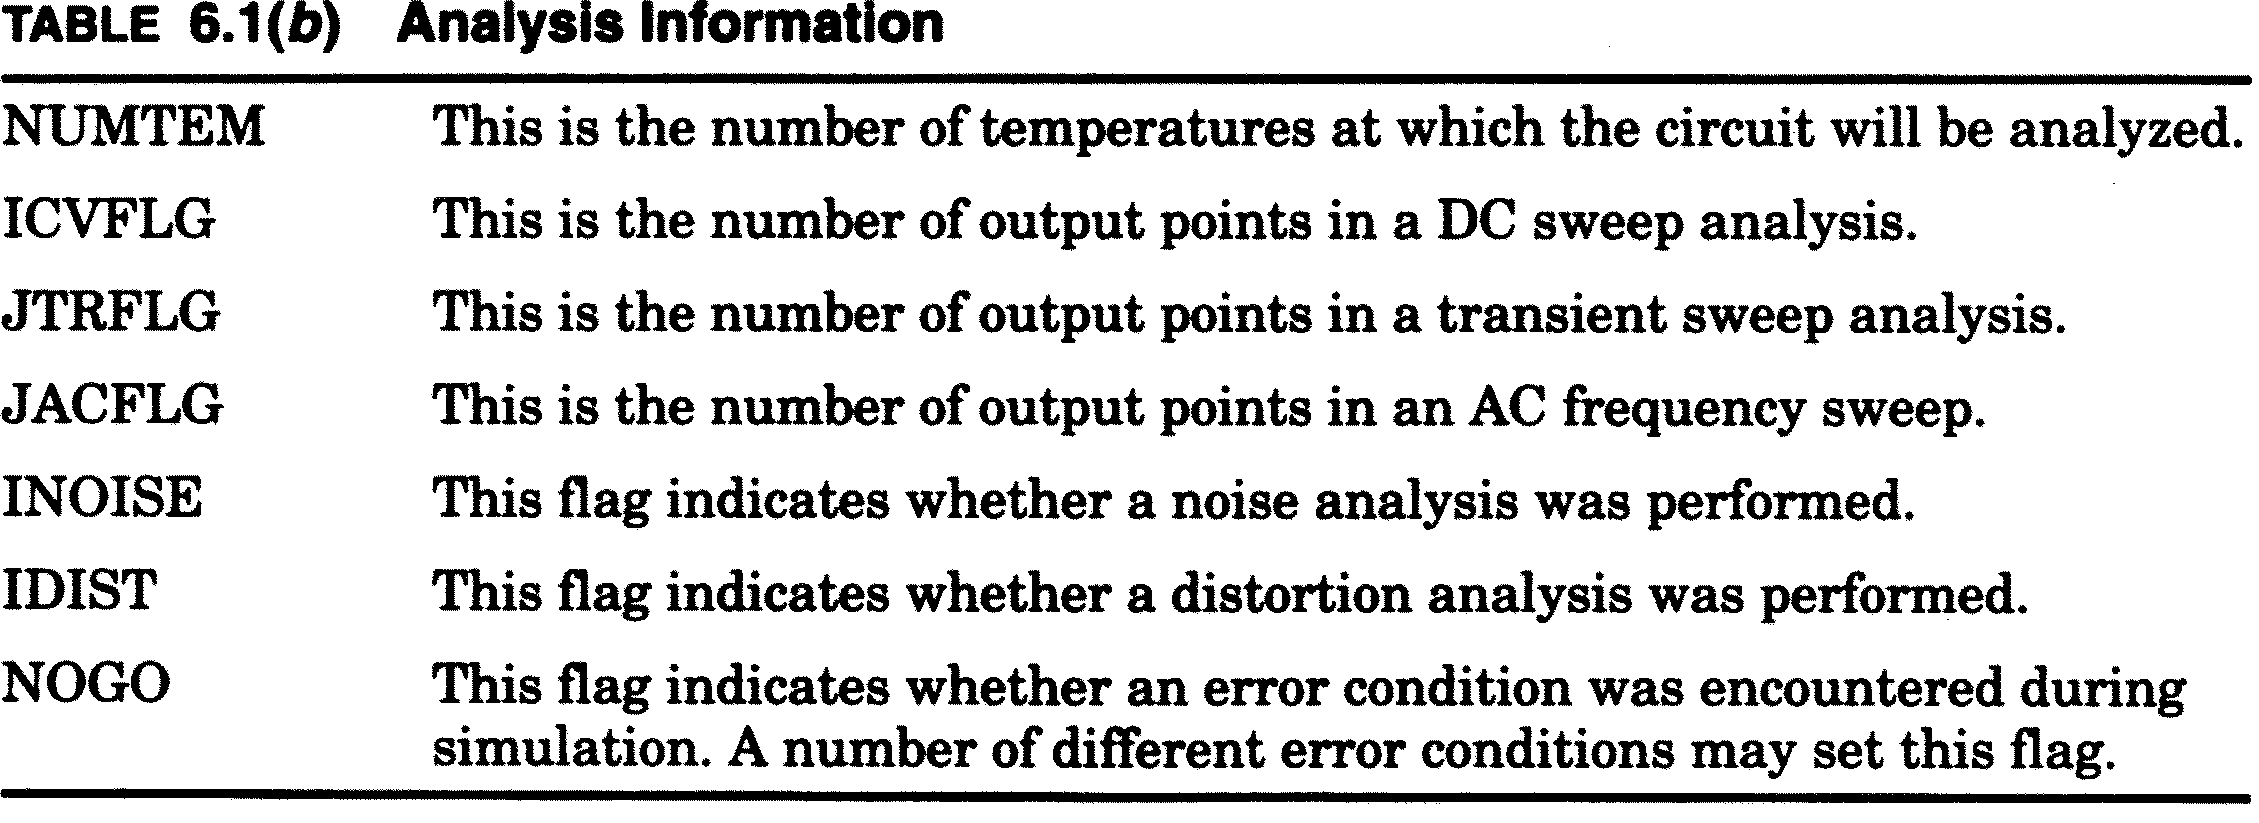 TABLE 6.1(b) Analysis Information
NUMTEM This is the number of temperatures at which the circuit will be analyzed.
ICVFLG This is the number of output points in a DC sweep analysis.
JTRFLG This is the number of output points in a transient sweep analysis.
JACFLG This is the number of output points in an AC frequency sweep.
INOISE This flag indicates whether a noise analysis was performed.
IDIST This flag indicates whether a distortion analysis was performed.
NOGO This flag indicates whether an error condition was encountered during
simulation. A number of different error conditions may set this flag.